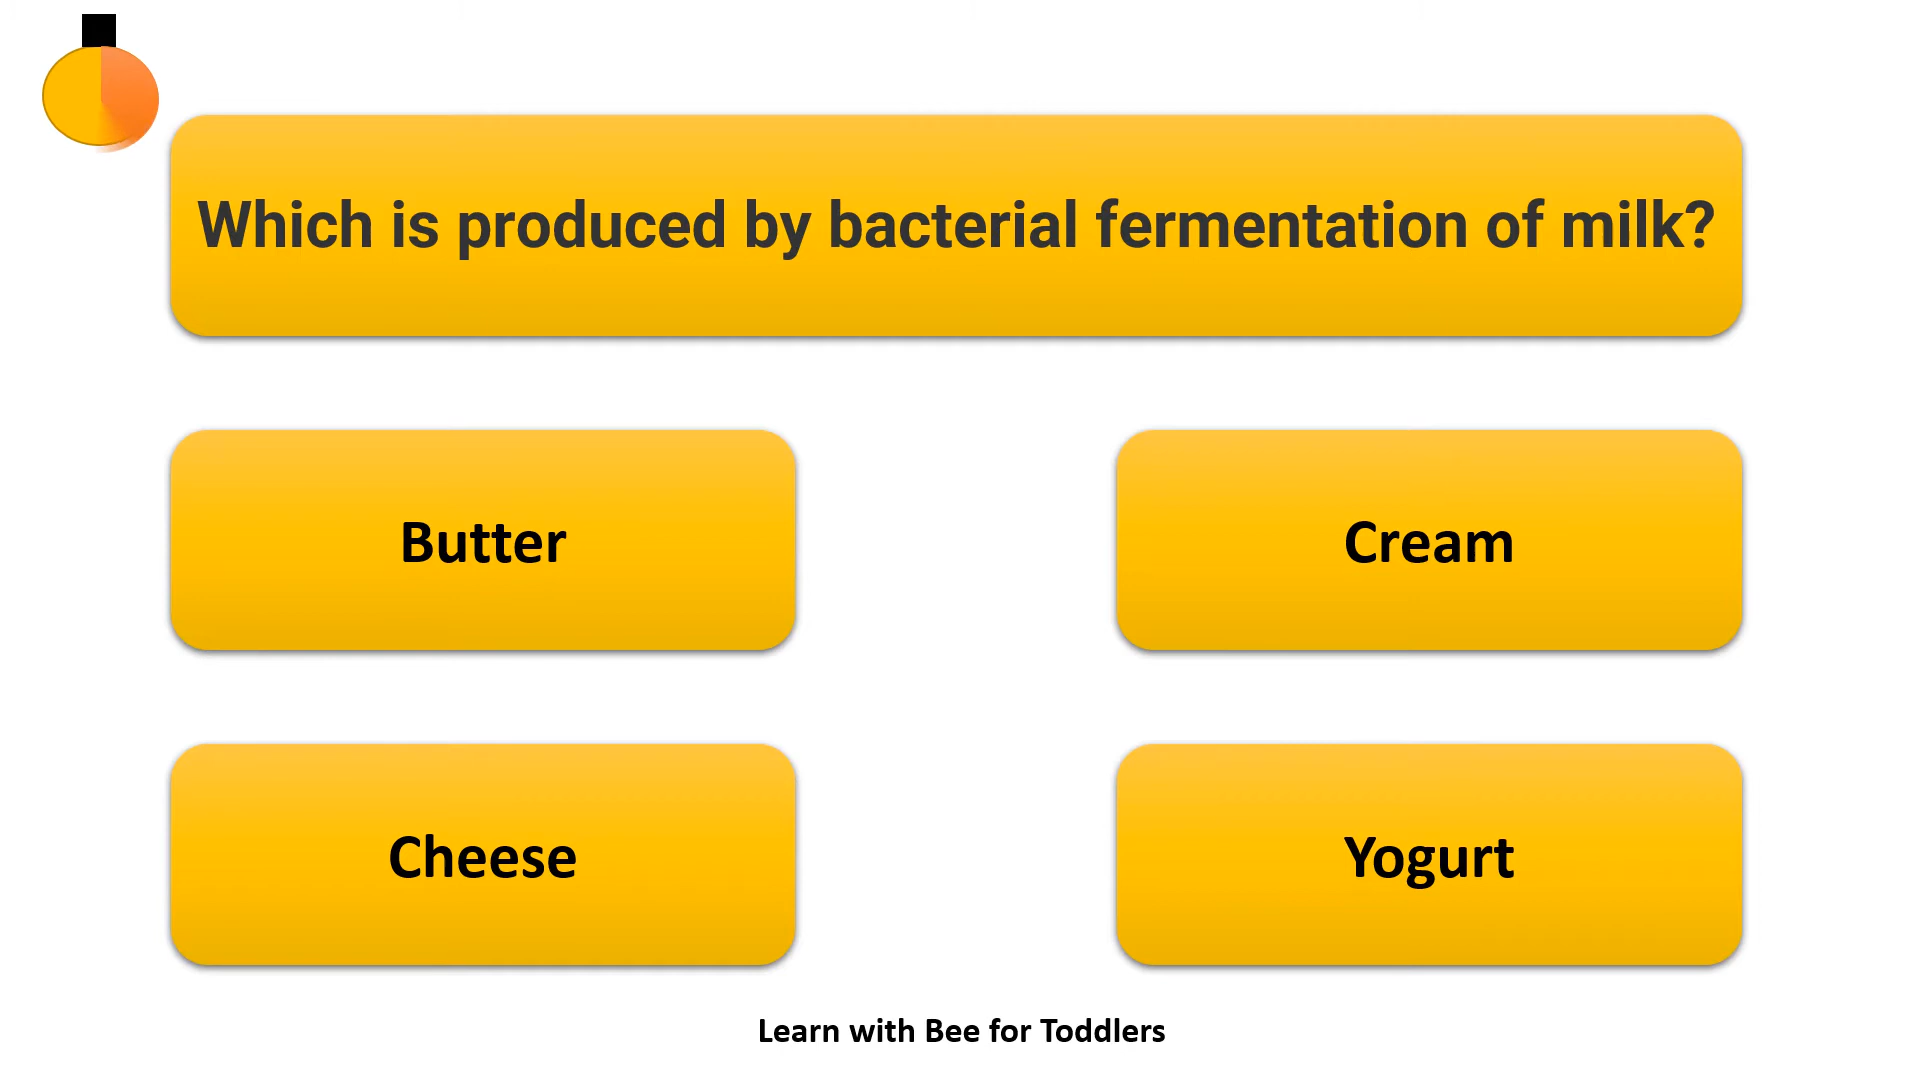 Which is produced by bacterial fermentation of milk?
Butter
Cream
Cheese
Yogurt
Learn with Bee for Toddlers